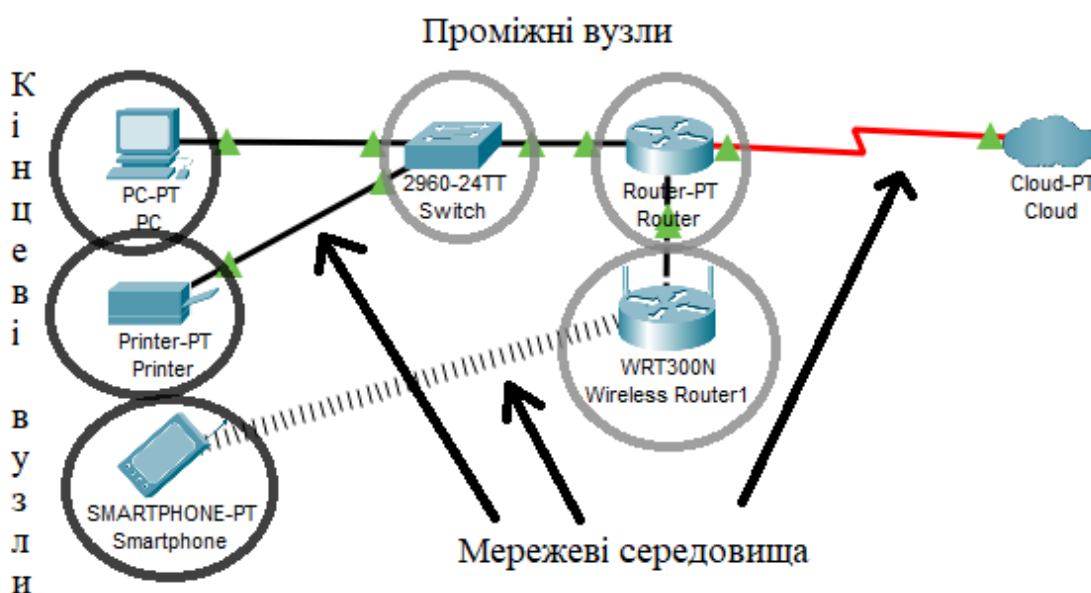 Проміжні вузли
Кінцеві вузли
PC-PT
PC
2960-24TT
Switch
Router-PT
Router
Cloud-PT
Cloud
Printer-PT
Printer
WRT300N
Wireless Router1
SMARTPHONE-PT
Smartphone
Мережеві середовища